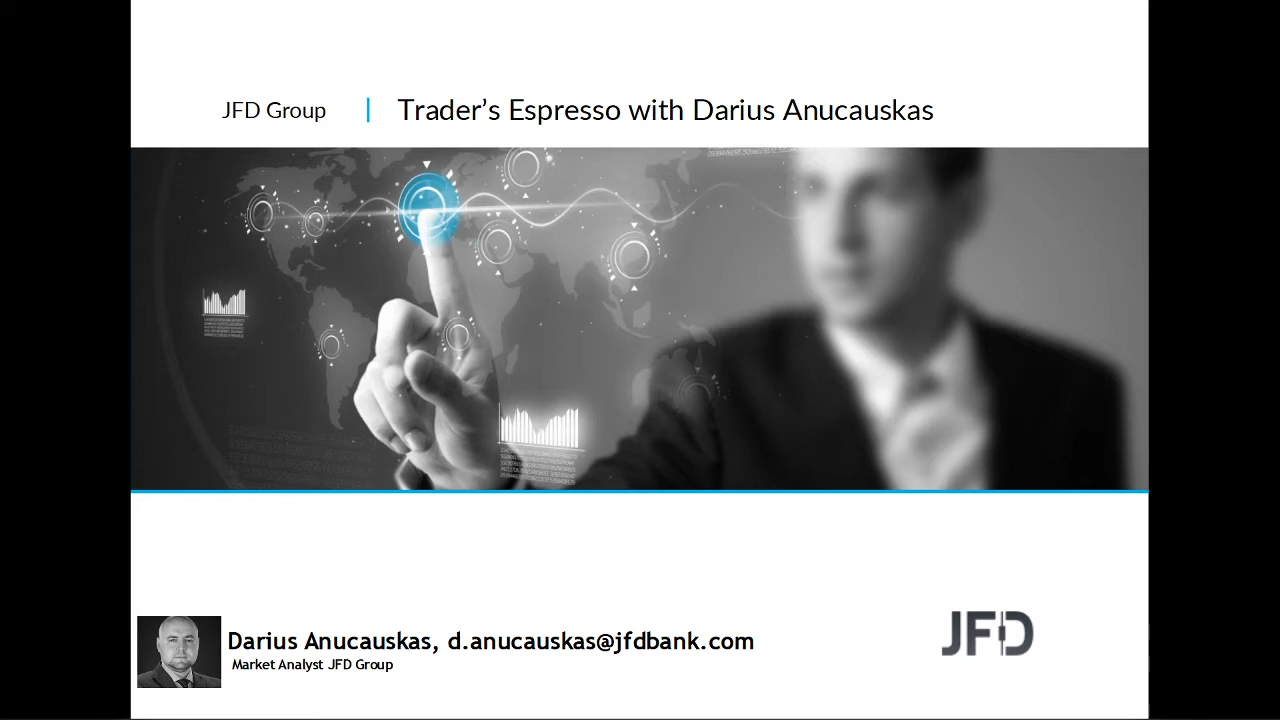 JFD Group | Trader’s Espresso with Darius Anucauskas
Darius Anucauskas, d.anucauskas@jfdbank.com
Market Analyst JFD Group
JFD